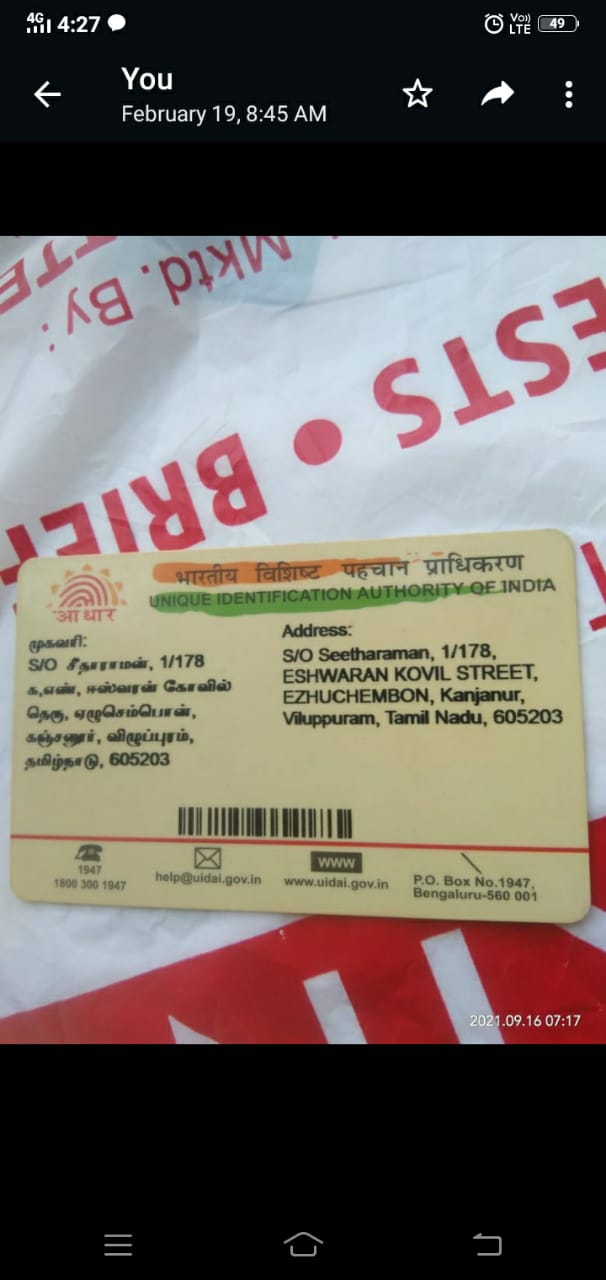 4G 4:27 Vo)) LTE 49
You
February 19, 8:45 AM
Mktd. By:
ESTS • BRIEF
आधार
भारतीय विशिष्ट पहचान प्राधिकरण
UNIQUE IDENTIFICATION AUTHORITY OF INDIA
முகவரி:
S/O சீதாராமன், 1/178
க,எண், ஈஸ்வரன் கோவில்
தெரு, ஏழுசெம்பொன்,
கஞ்சனூர், விழுப்புரம்,
தமிழ்நாடு, 605203
Address:
S/O Seetharaman, 1/178,
ESHWARAN KOVIL STREET,
EZHUCHEMBON, Kanjanur,
Viluppuram, Tamil Nadu, 605203
1947
1800 300 1947
help@uidai.gov.in
www
www.uidai.gov.in
P.O. Box No.1947,
Bengaluru-560 001
2021.09.16 07:17